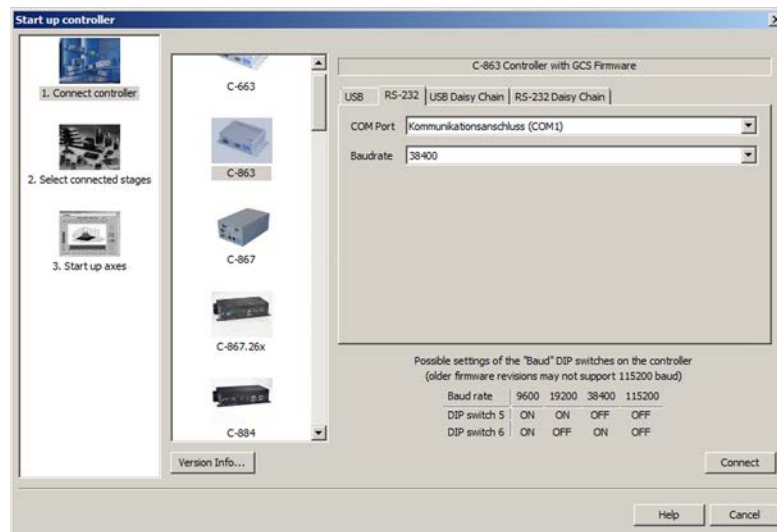 Start up controller
1. Connect controller
2. Select connected stages
3. Start up axes
C-663
C-863
C-867
C-867.26x
C-884
Version Info...
C-863 Controller with GCS Firmware
USB RS-232 USB Daisy Chain RS-232 Daisy Chain
COM Port Kommunikationsanschluss (COM1)
Baudrate 38400
Possible settings of the "Baud" DIP switches on the controller
(older firmware revisions may not support 115200 baud)
Baud rate 9600 19200 38400 115200
DIP switch 5 ON ON OFF OFF
DIP switch 6 ON OFF ON OFF
Connect
Help Cancel